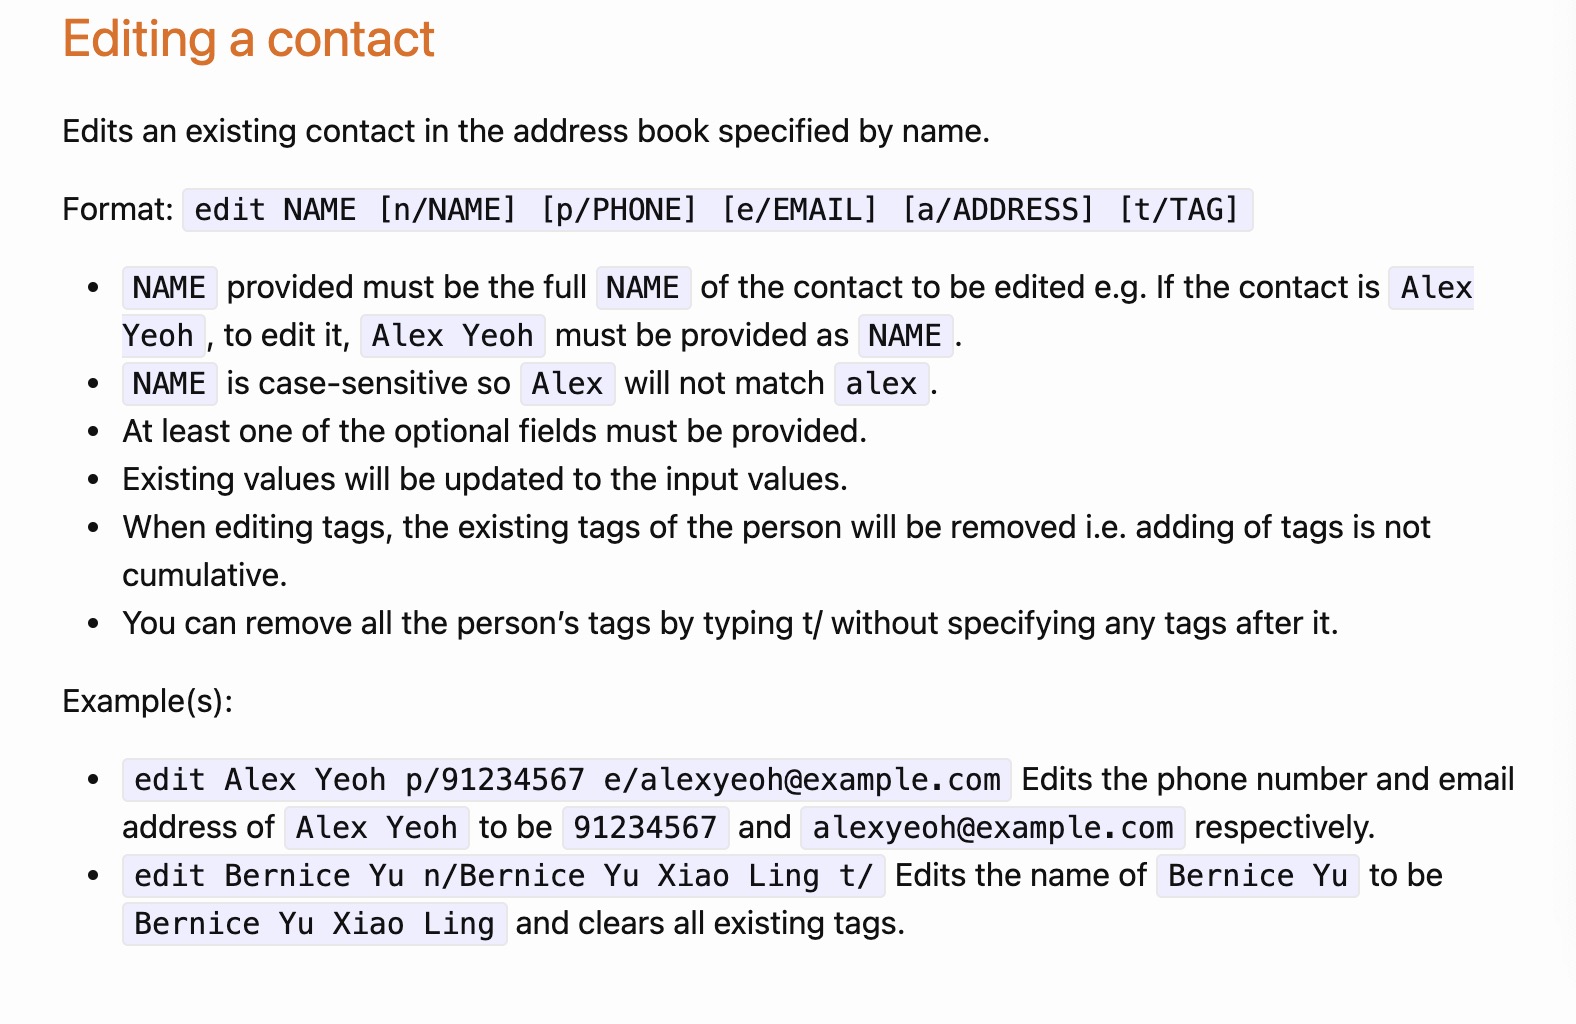 Editing a contact
Edits an existing contact in the address book specified by name.
Format: edit NAME [n/NAME] [p/PHONE] [e/EMAIL] [a/ADDRESS] [t/TAG]
• NAME provided must be the full NAME of the contact to be edited e.g. If the contact is Alex
Yeoh, to edit it, Alex Yeoh must be provided as NAME.
• NAME is case-sensitive so Alex will not match alex.
• At least one of the optional fields must be provided.
• Existing values will be updated to the input values.
• When editing tags, the existing tags of the person will be removed i.e. adding of tags is not
cumulative.
• You can remove all the person’s tags by typing t/ without specifying any tags after it.
Example(s):
• edit Alex Yeoh p/91234567 e/alexyeoh@example.com Edits the phone number and email
address of Alex Yeoh to be 91234567 and alexyeoh@example.com respectively.
• edit Bernice Yu n/Bernice Yu Xiao Ling t/ Edits the name of Bernice Yu to be
Bernice Yu Xiao Ling and clears all existing tags.